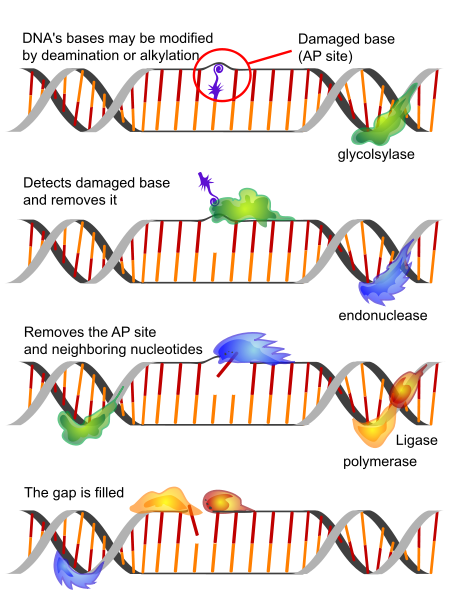 DNA's bases may be modified
by deamination or alkylation
Damaged base
(AP site)
glycolsylase
Detects damaged base
and removes it
endonuclease
Removes the AP site
and neighboring nucleotides
Ligase
polymerase
The gap is filled